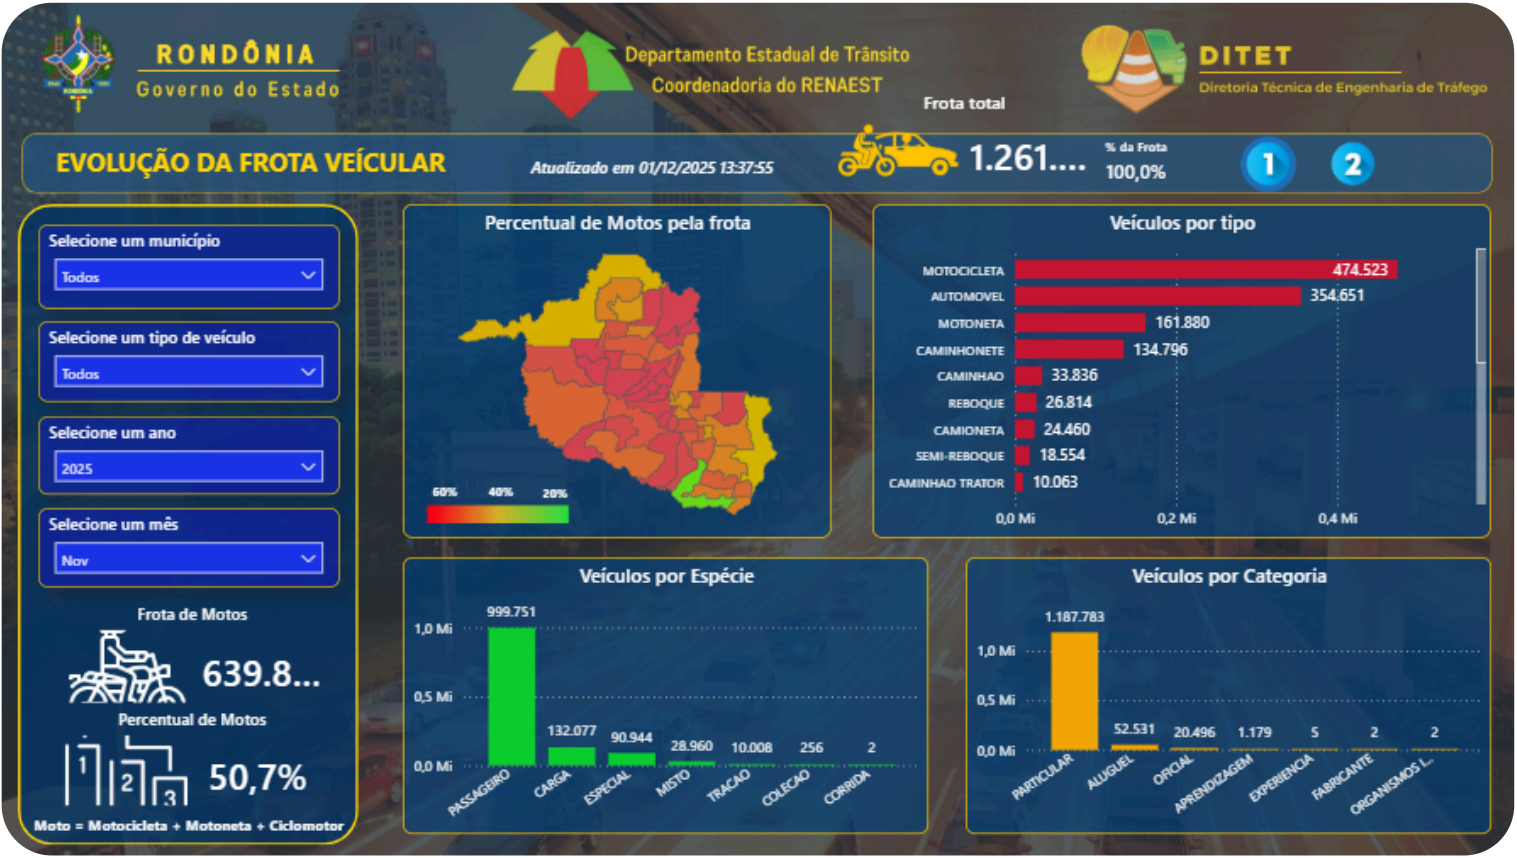 RONDÔNIA
Governo do Estado
Departamento Estadual de Trânsito
Coordenadoria do RENAEST
DITET
Diretoria Técnica de Engenharia de Tráfego
Frota total
EVOLUÇÃO DA FROTA VEÍCULAR
Atualizado em 01/12/2025 13:37:55
1.261....
% da Frota
100,0%
1
2
Selecione um município
Todos
Selecione um tipo de veículo
Todos
Selecione um ano
2025
Selecione um mês
Nov
Frota de Motos
639.8...
Percentual de Motos
1
2
3
50,7%
Moto = Motocicleta + Motoneta + Ciclomotor
Percentual de Motos pela frota
60% 40% 20%
Veículos por tipo
MOTOCICLETA 474.523
AUTOMOVEL 354.651
MOTONETA 161.880
CAMINHONETE 134.796
CAMINHAO 33.836
REBOQUE 26.814
CAMIONETA 24.460
SEMI-REBOQUE 18.554
CAMINHAO TRATOR 10.063
0,0 Mi 0,2 Mi 0,4 Mi
Veículos por Espécie
1,0 Mi
0,5 Mi
0,0 Mi
999.751
132.077
90.944
28.960
10.008
256
2
PASSAGEIRO
CARGA
ESPECIAL
MISTO
TRACAO
COLECAO
CORRIDA
Veículos por Categoria
1,0 Mi
0,5 Mi
0,0 Mi
1.187.783
52.531
20.496
1.179
5
2
2
PARTICULAR
ALUGUEL
OFICIAL
APRENDIZAGEM
EXPERIENCIA
FABRICANTE
ORGANISMOS I...